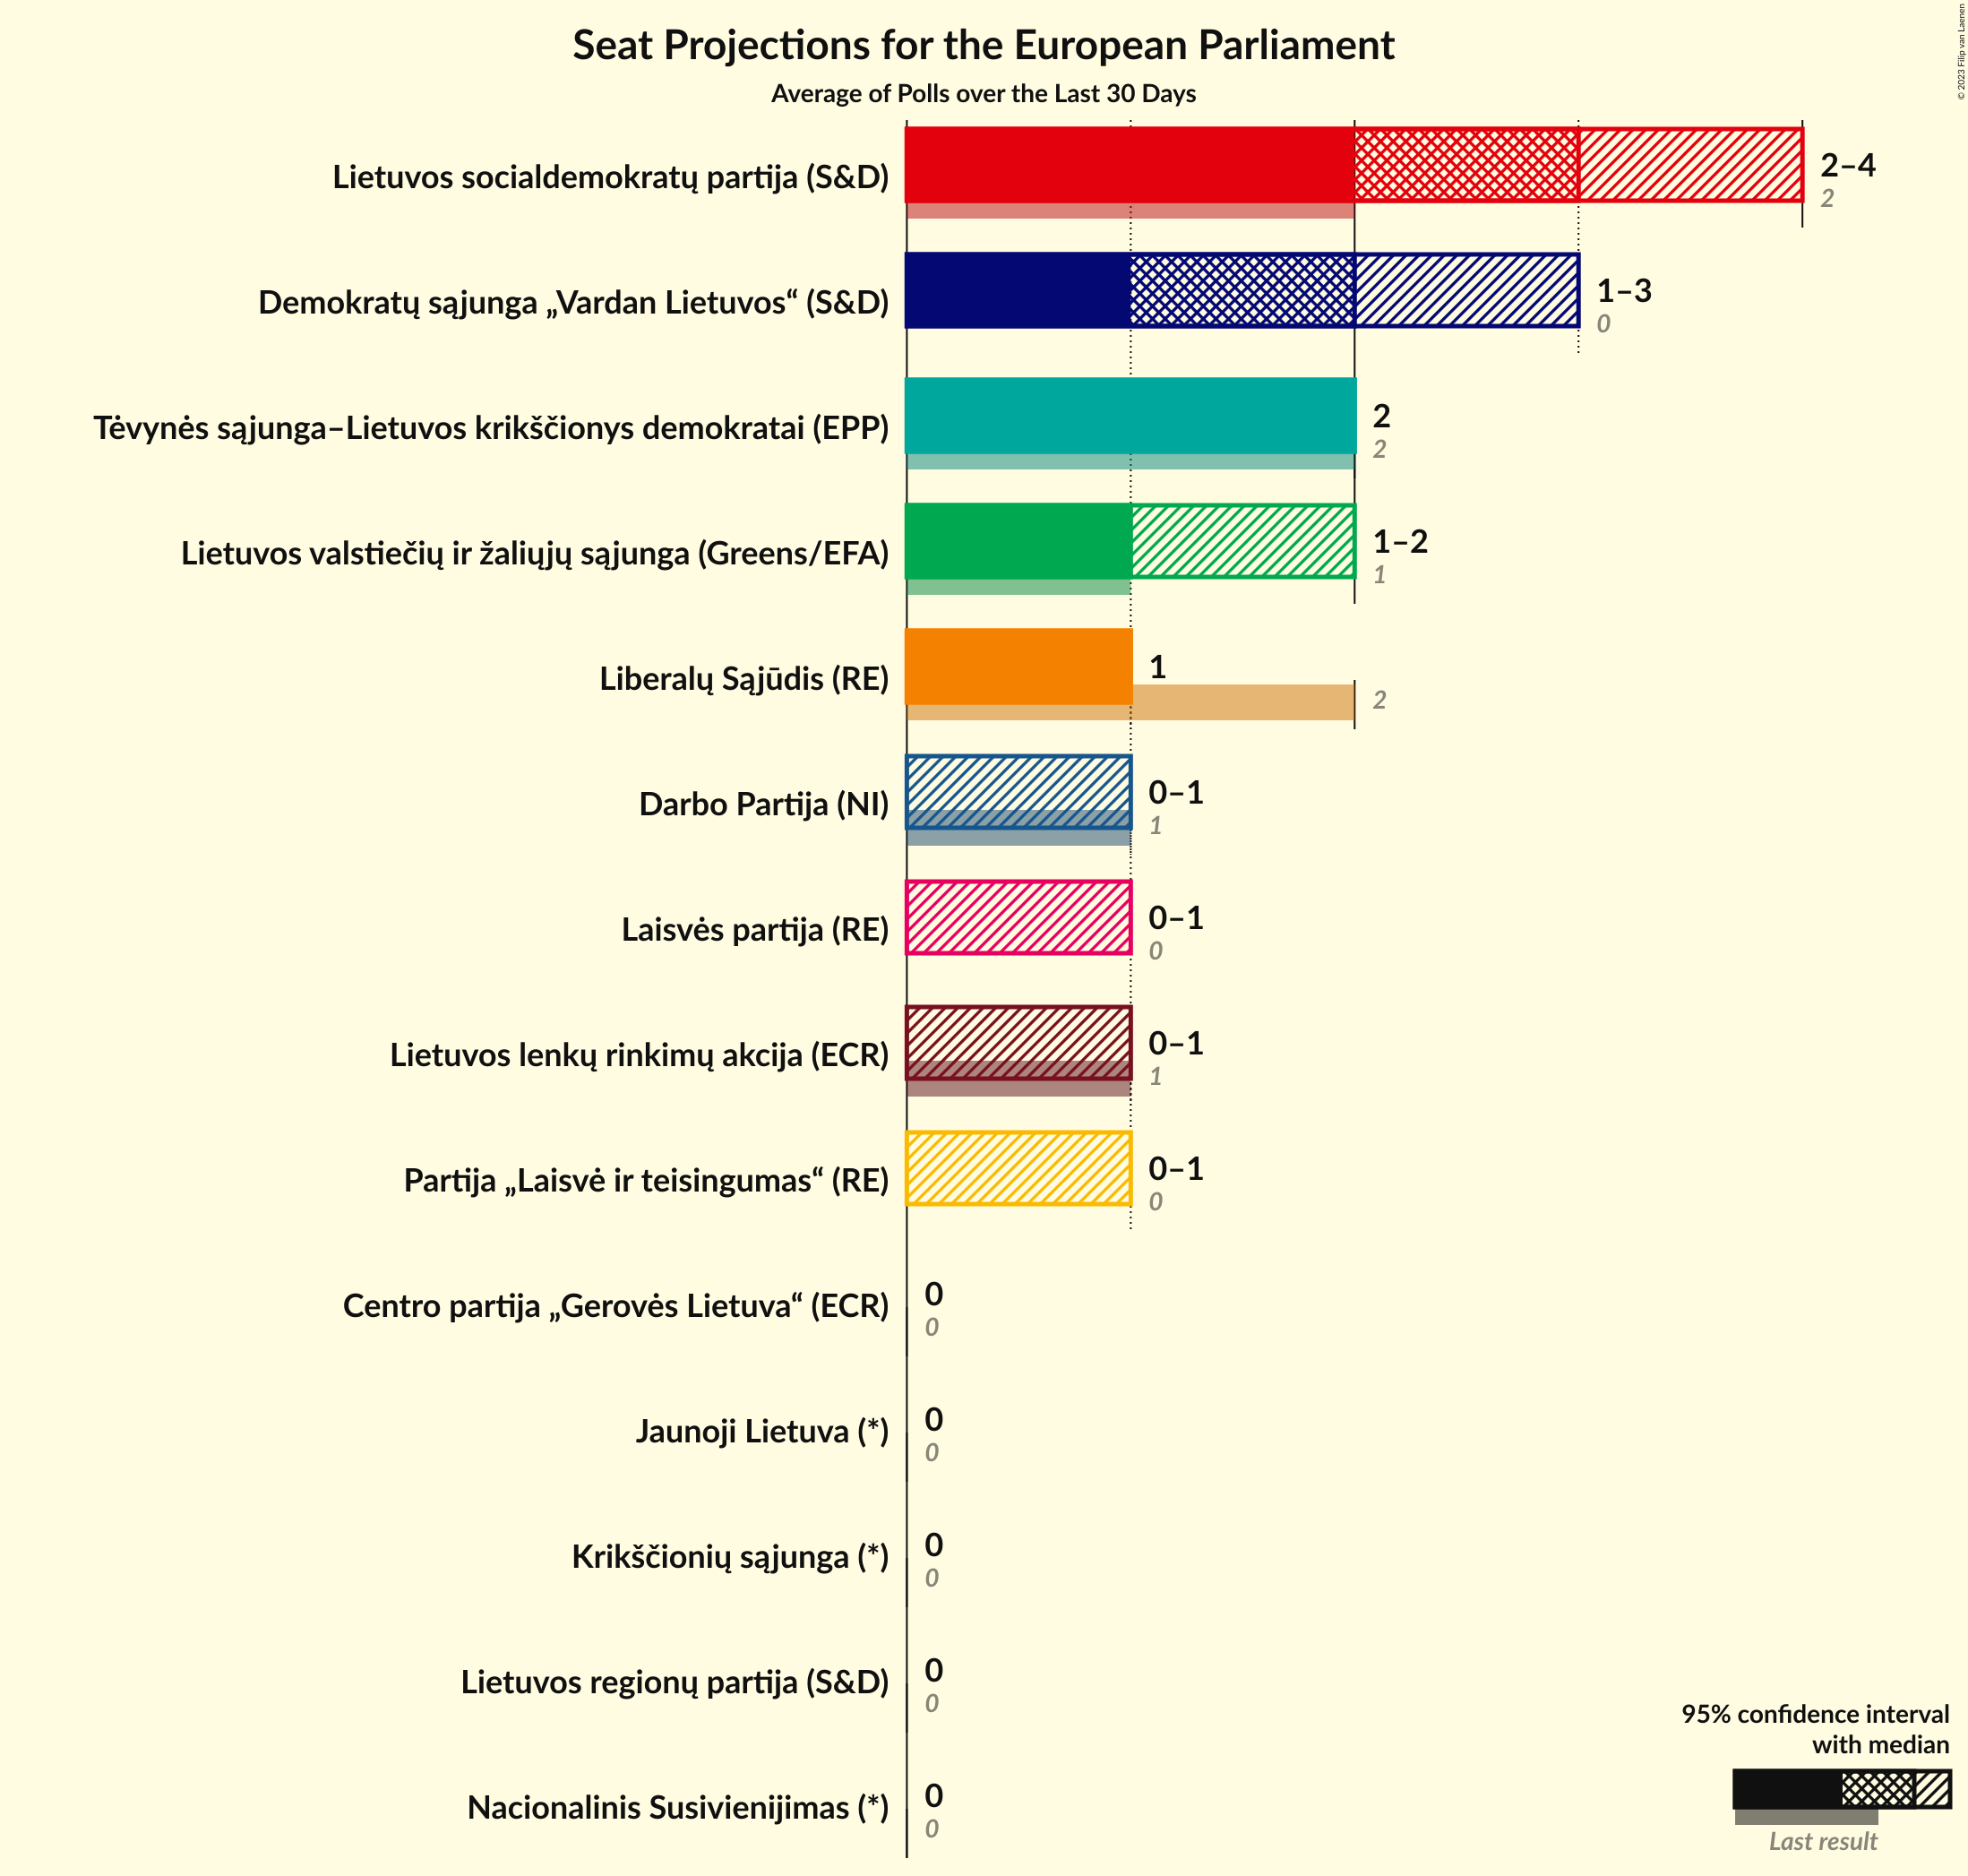 Seat Projections for the European Parliament
Average of Polls over the Last 30 Days
© 2023 Filip van Laenen
Lietuvos socialdemokratų partija (S&D)
2–4
2
Demokratų sąjunga „Vardan Lietuvos“ (S&D)
1–3
0
Tėvynės sąjunga–Lietuvos krikščionys demokratai (EPP)
2
2
Lietuvos valstiečių ir žaliųjų sąjunga (Greens/EFA)
1–2
1
Liberalų Sąjūdis (RE)
1
2
Darbo Partija (NI)
0–1
1
Laisvės partija (RE)
0–1
0
Lietuvos lenkų rinkimų akcija (ECR)
0–1
1
Partija „Laisvė ir teisingumas“ (RE)
0–1
0
Centro partija „Gerovės Lietuva“ (ECR)
0
0
Jaunoji Lietuva (*)
0
0
Krikščionių sąjunga (*)
0
0
Lietuvos regionų partija (S&D)
0
0
Nacionalinis Susivienijimas (*)
0
0
95% confidence interval
with median
Last result